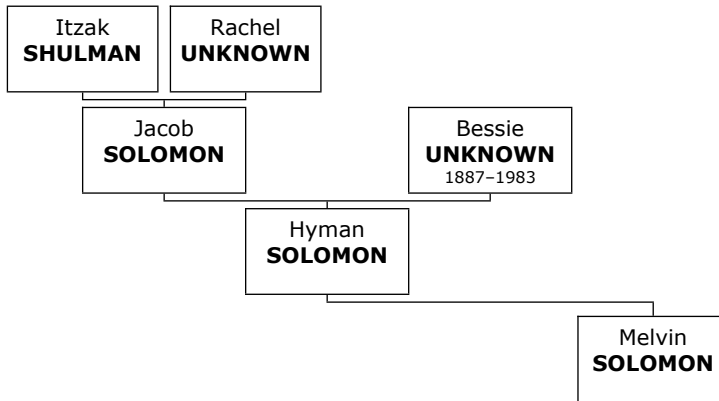 Itzak
SHULMAN
Rachel
UNKNOWN
Jacob
SOLOMON
Bessie
UNKNOWN
1887–1983
Hyman
SOLOMON
Melvin
SOLOMON